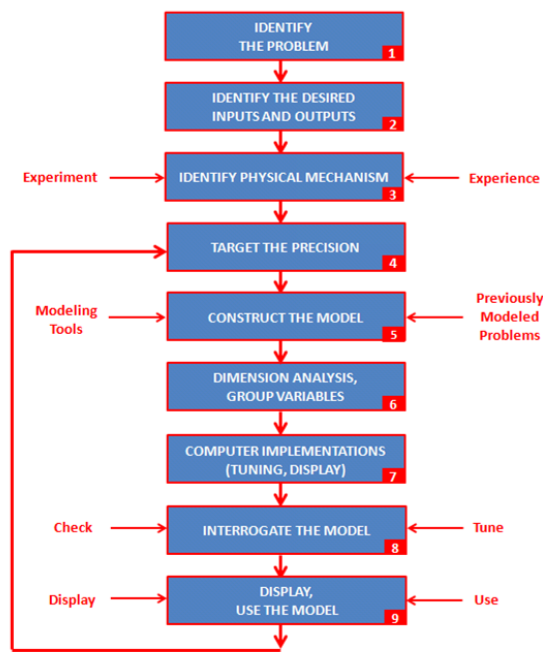 IDENTIFY
THE PROBLEM
1
IDENTIFY THE DESIRED
INPUTS AND OUTPUTS
2
Experiment
IDENTIFY PHYSICAL MECHANISM
3
Experience
TARGET THE PRECISION
4
Modeling
Tools
CONSTRUCT THE MODEL
5
Previously
Modeled
Problems
DIMENSION ANALYSIS,
GROUP VARIABLES
6
COMPUTER IMPLEMENTATIONS
(TUNING, DISPLAY)
7
Check
INTERROGATE THE MODEL
8
Tune
Display
DISPLAY,
USE THE MODEL
9
Use